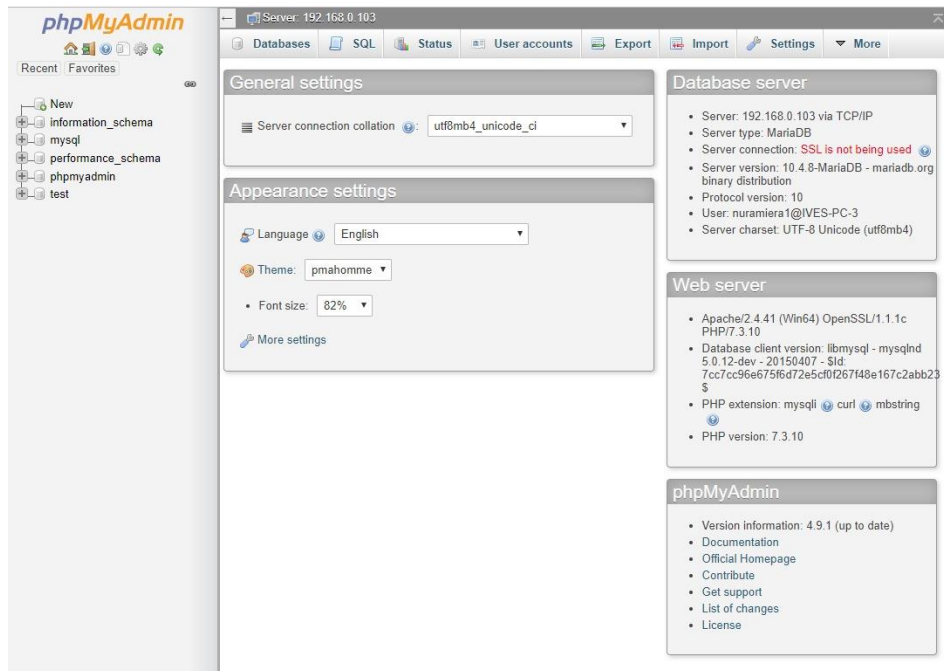 phpMyAdmin
Recent Favorites
New
information_schema
mysql
performance_schema
phpmyadmin
test
Server: 192.168.0.103
Databases SQL Status User accounts Export Import Settings More
General settings
Server connection collation : utf8mb4_unicode_ci
Appearance settings
Language English
Theme: pmahomme
Font size: 82%
More settings
Database server
Server: 192.168.0.103 via TCP/IP
Server type: MariaDB
Server connection: SSL is not being used
Server version: 10.4.8-MariaDB - mariadb.org
binary distribution
Protocol version: 10
User: nuramiera1@IVES-PC-3
Server charset: UTF-8 Unicode (utf8mb4)
Web server
Apache/2.4.41 (Win64) OpenSSL/1.1.1c
PHP/7.3.10
Database client version: libmysql - mysqlnd
5.0.12-dev - 20150407 - $Id:
7cc7cc96e675f6d72e5cf0f267f48e167c2abb23
$
PHP extension: mysqli curl mbstring
PHP version: 7.3.10
phpMyAdmin
Version information: 4.9.1 (up to date)
Documentation
Official Homepage
Contribute
Get support
List of changes
License